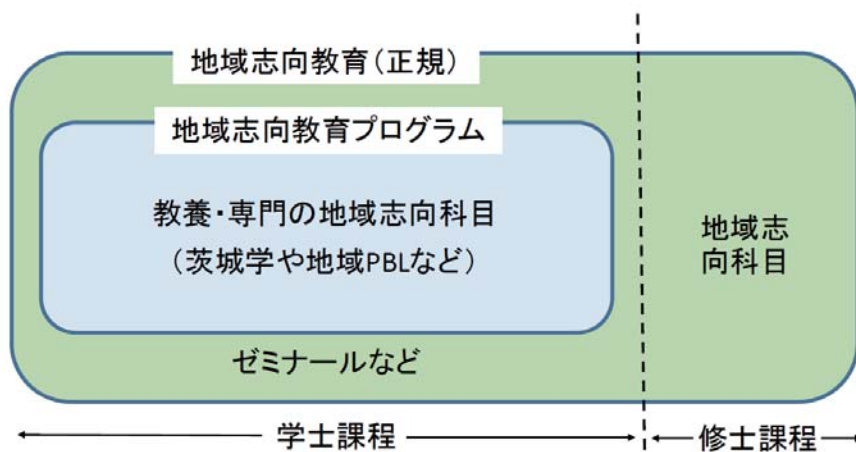 地域志向教育（正規）
地域志向教育プログラム
教養・専門の地域志向科目
（茨城学や地域PBLなど）
ゼミナールなど
地域志
向科目
学士課程
修士課程